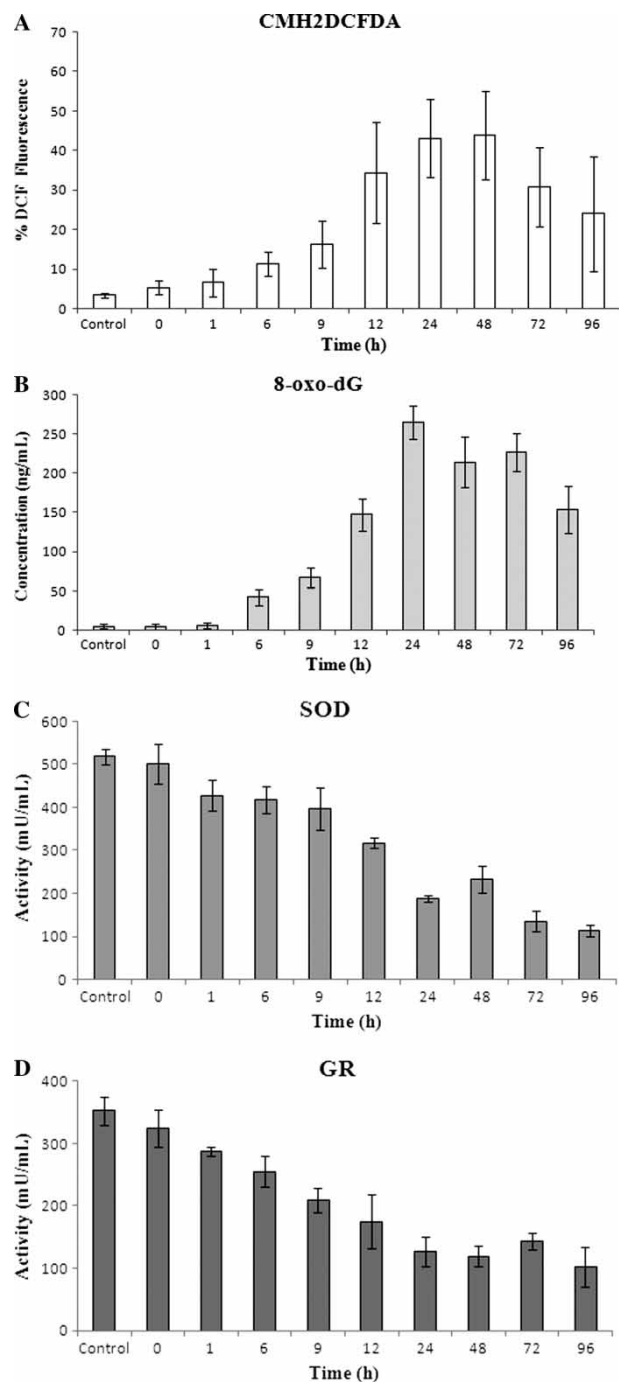 A
CMH2DCFDA
70
60
50
40
30
20
10
0
% DCF Fluorescence
Control 0 1 6 9 12 24 48 72 96
Time (h)
B
8-oxo-dG
300
250
200
150
100
50
0
Concentration (ng/mL)
Control 0 1 6 9 12 24 48 72 96
Time (h)
C
SOD
600
500
400
300
200
100
0
Activity (mU/mL)
Control 0 1 6 9 12 24 48 72 96
Time (h)
D
GR
400
300
200
100
0
Activity (mU/mL)
Control 0 1 6 9 12 24 48 72 96
Time (h)